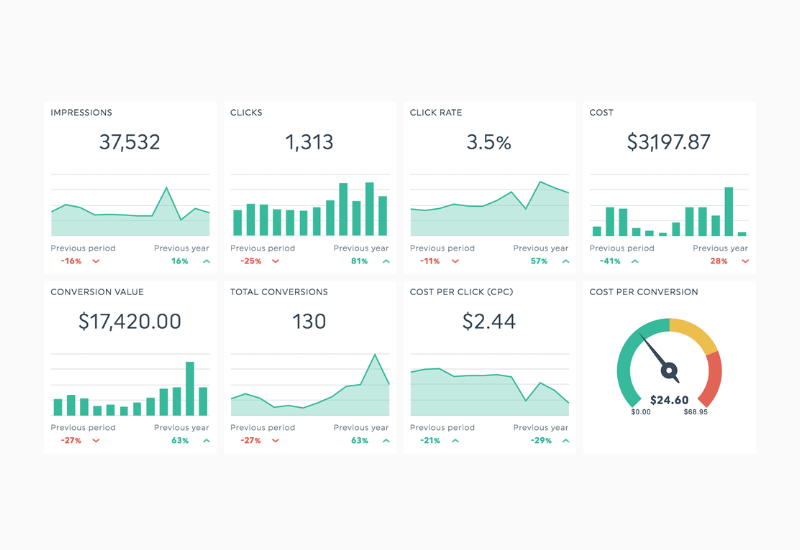 IMPRESSIONS
37,532
Previous period Previous year
-16% 16%
CLICKS
1,313
Previous period Previous year
-25% 81%
CLICK RATE
3.5%
Previous period Previous year
-11% 57%
COST
$3,197.87
Previous period Previous year
-41% 28%
CONVERSION VALUE
$17,420.00
Previous period Previous year
-27% 63%
TOTAL CONVERSIONS
130
Previous period Previous year
-27% 63%
COST PER CLICK (CPC)
$2.44
Previous period Previous year
-21% -29%
COST PER CONVERSION
$24.60
$0.00 $68.95